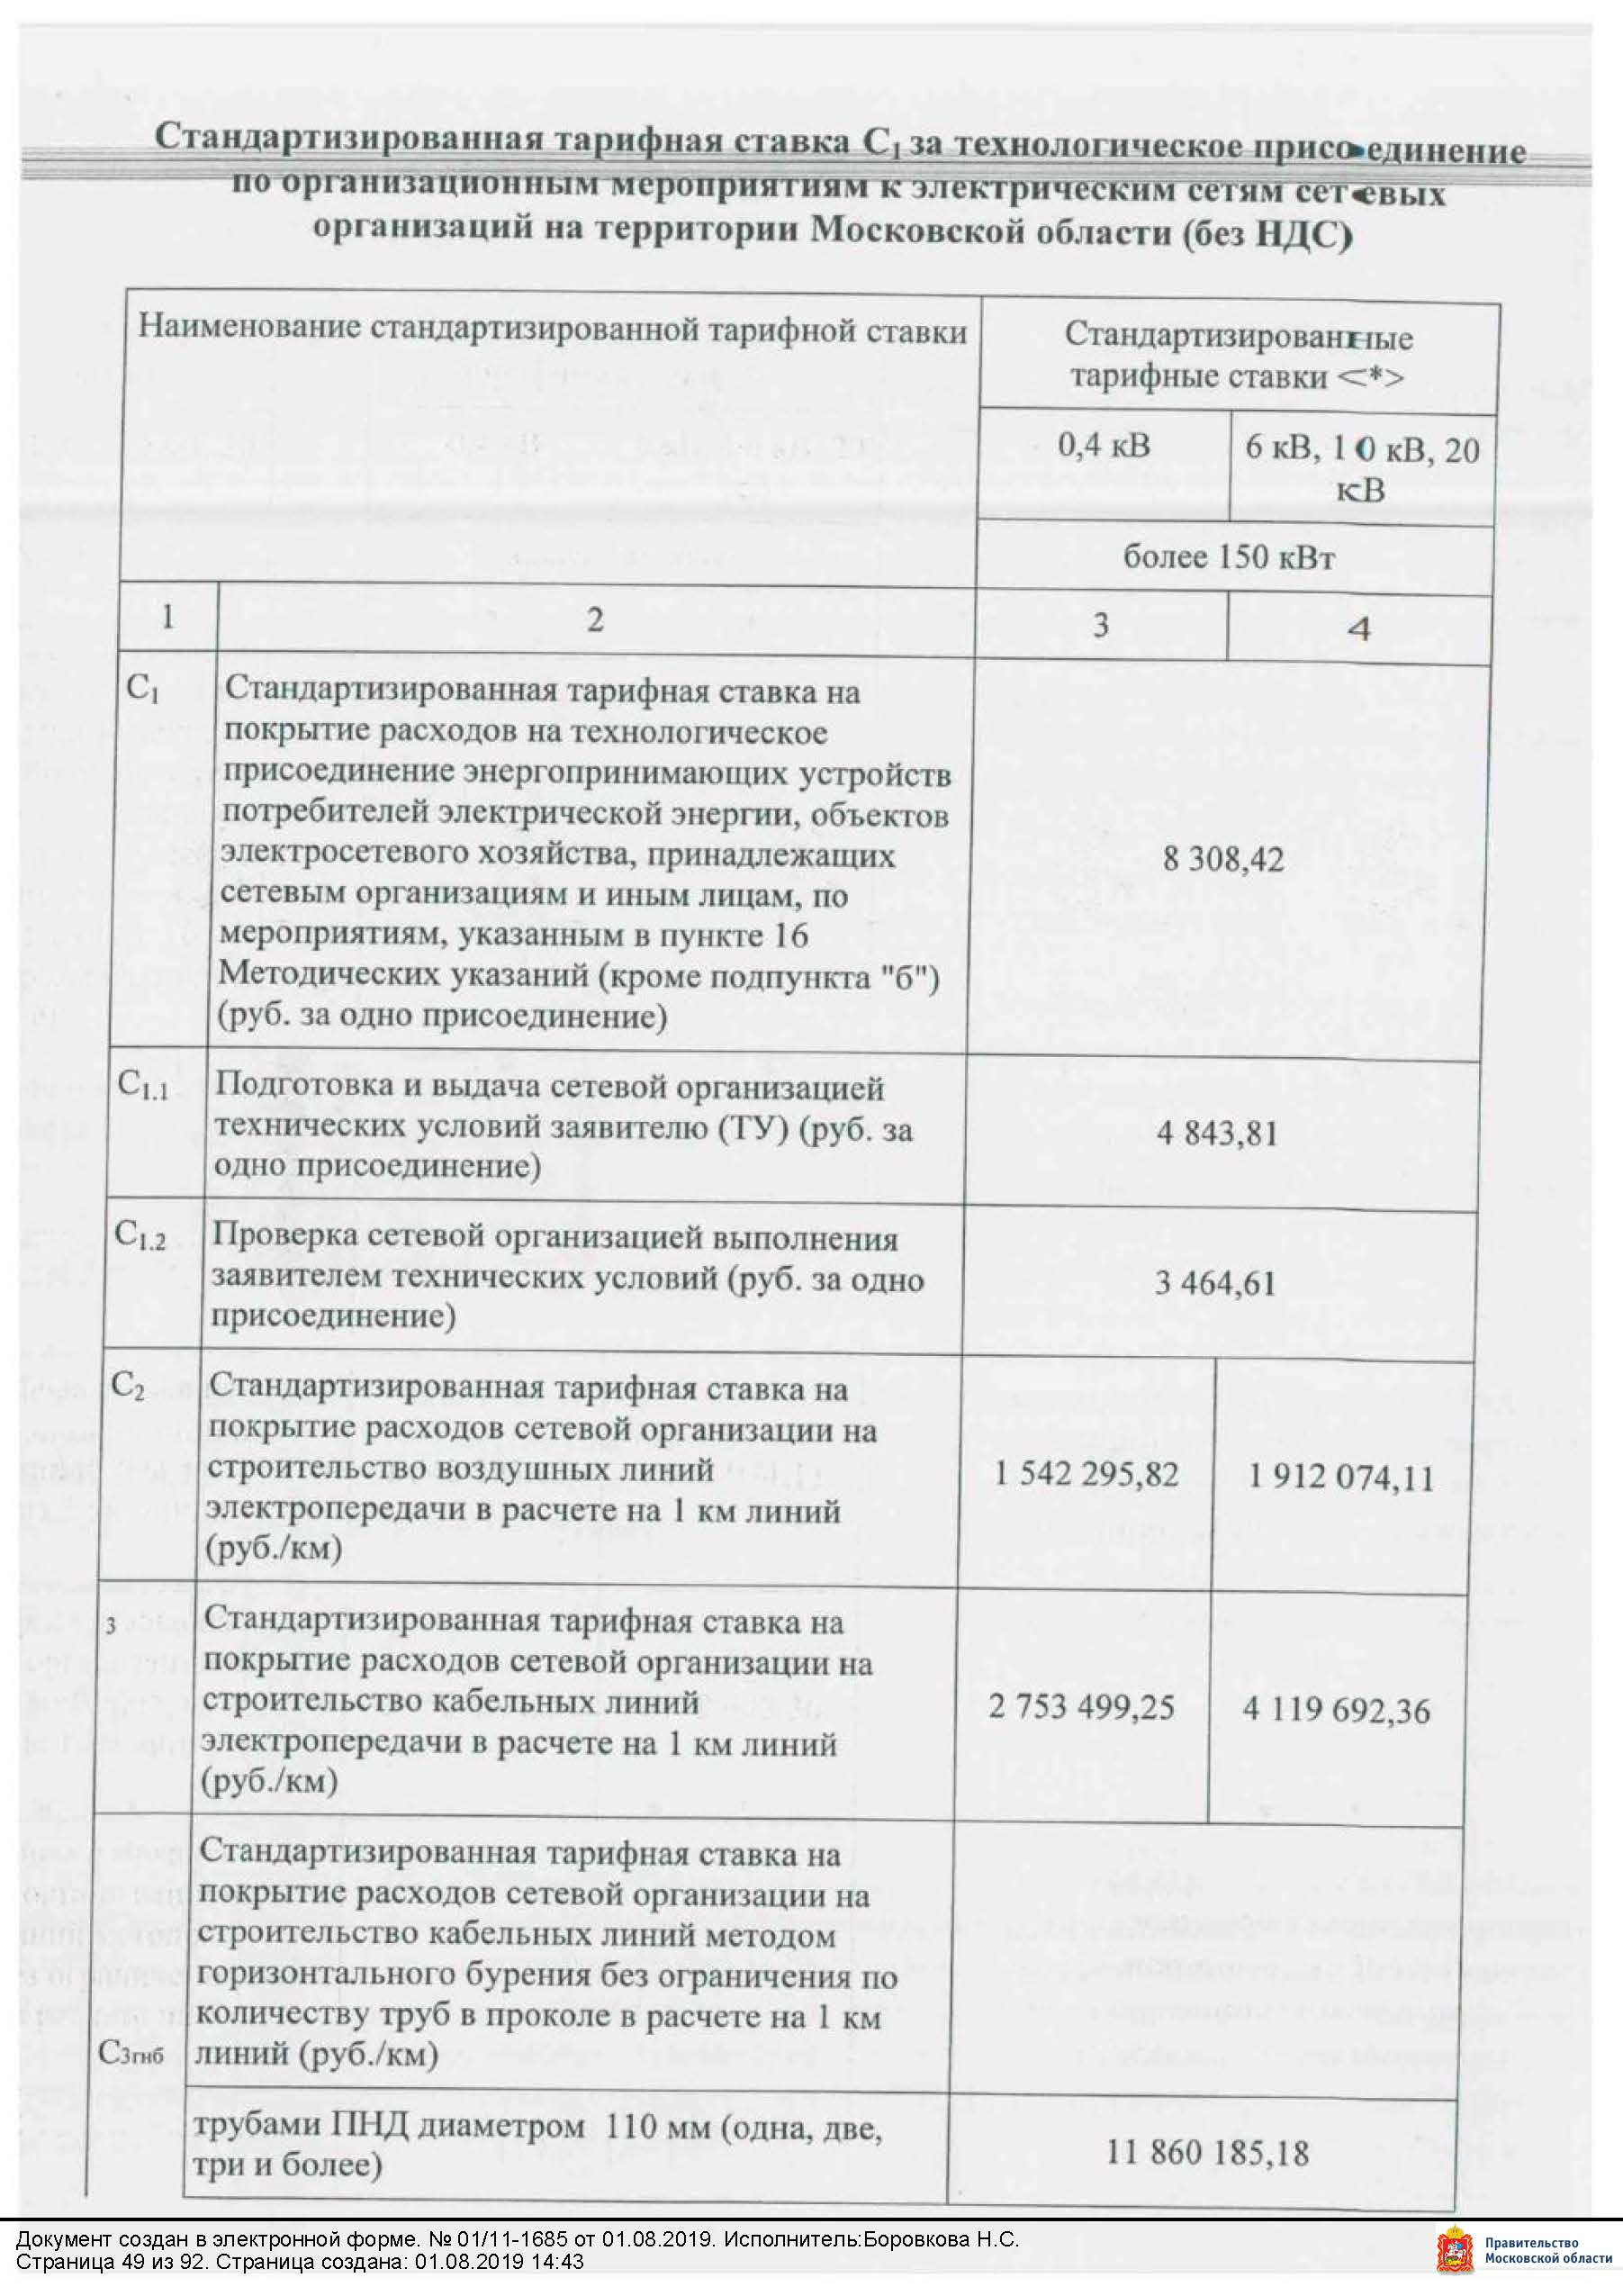 Стандартизированная тарифная ставка С1 за технологическое присоединение
по организационным мероприятиям к электрическим сетям сетевых
организаций на территории Московской области (без НДС)
Наименование стандартизированной тарифной ставки
Стандартизированные
тарифные ставки <*>
0,4 кВ
6 кВ, 10 кВ, 20
кВ
более 150 кВт
1
2
3
4
С1
Стандартизированная тарифная ставка на
покрытие расходов на технологическое
присоединение энергопринимающих устройств
потребителей электрической энергии, объектов
электросетевого хозяйства, принадлежащих
сетевым организациям и иным лицам, по
мероприятиям, указанным в пункте 16
Методических указаний (кроме подпункта "б")
(руб. за одно присоединение)
8 308,42
С1.1
Подготовка и выдача сетевой организацией
технических условий заявителю (ТУ) (руб. за
одно присоединение)
4 843,81
С1.2
Проверка сетевой организацией выполнения
заявителем технических условий (руб. за одно
присоединение)
3 464,61
С2
Стандартизированная тарифная ставка на
покрытие расходов сетевой организации на
строительство воздушных линий
электропередачи в расчете на 1 км линий
(руб./км)
1 542 295,82
1 912 074,11
3
Стандартизированная тарифная ставка на
покрытие расходов сетевой организации на
строительство кабельных линий
электропередачи в расчете на 1 км линий
(руб./км)
2 753 499,25
4 119 692,36
С3гнб
Стандартизированная тарифная ставка на
покрытие расходов сетевой организации на
строительство кабельных линий методом
горизонтального бурения без ограничения по
количеству труб в проколе в расчете на 1 км
линий (руб./км)
трубами ПНД диаметром 110 мм (одна, две,
три и более)
11 860 185,18
Документ создан в электронной форме. № 01/11-1685 от 01.08.2019. Исполнитель:Боровкова Н.С.
Страница 49 из 92. Страница создана: 01.08.2019 14:43
Правительство
Московской области